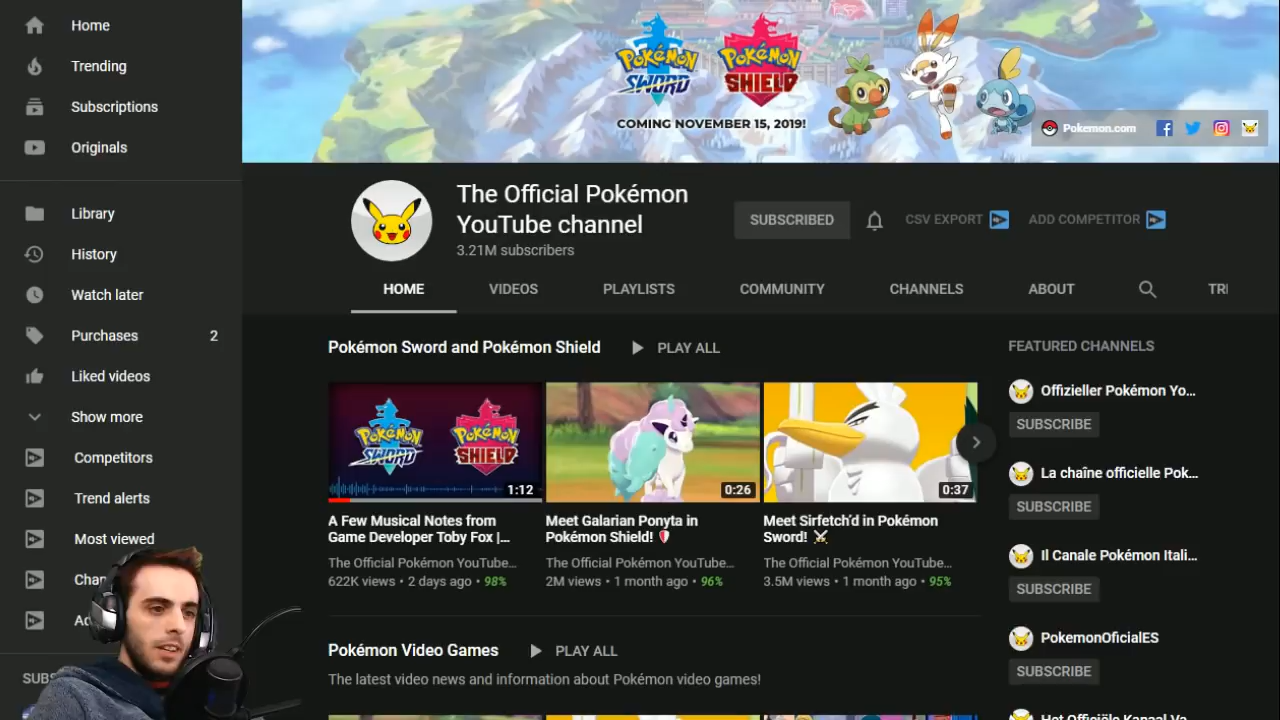 Home
Trending
Subscriptions
Originals
Library
History
Watch later
Purchases 2
Liked videos
Show more
Competitors
Trend alerts
Most viewed
POKÉMON SWORD
POKÉMON SHIELD
COMING NOVEMBER 15, 2019!
Pokemon.com
The Official Pokémon
YouTube channel
3.21M subscribers
SUBSCRIBED
CSV EXPORT
ADD COMPETITOR
HOME VIDEOS PLAYLISTS COMMUNITY CHANNELS ABOUT
Pokémon Sword and Pokémon Shield PLAY ALL
POKÉMON SWORD
POKÉMON SHIELD
1:12
0:26
0:37
A Few Musical Notes from
Game Developer Toby Fox |...
The Official Pokémon YouTube...
622K views • 2 days ago • 98%
Meet Galarian Ponyta in
Pokémon Shield!
The Official Pokémon YouTube...
2M views • 1 month ago • 96%
Meet Sirfetch’d in Pokémon
Sword!
The Official Pokémon YouTube...
3.5M views • 1 month ago • 95%
Pokémon Video Games PLAY ALL
The latest video news and information about Pokémon video games!
FEATURED CHANNELS
Offizieller Pokémon Yo...
SUBSCRIBE
La chaîne officielle Pok...
SUBSCRIBE
Il Canale Pokémon Itali...
SUBSCRIBE
PokemonOficialES
SUBSCRIBE